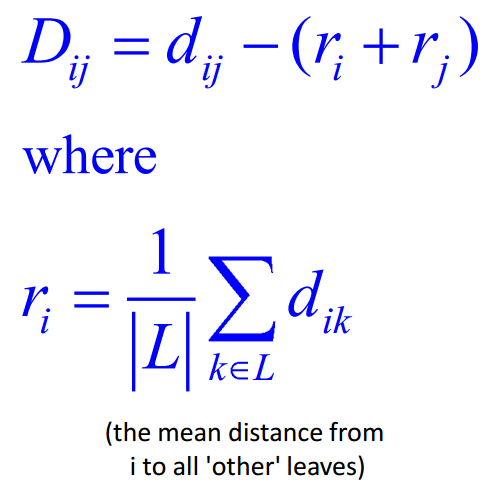 D_ij = d_ij − (r_i + r_j)
where
r_i = 1/|L| ∑_{k∈L} d_ik
(the mean distance from
i to all 'other' leaves)